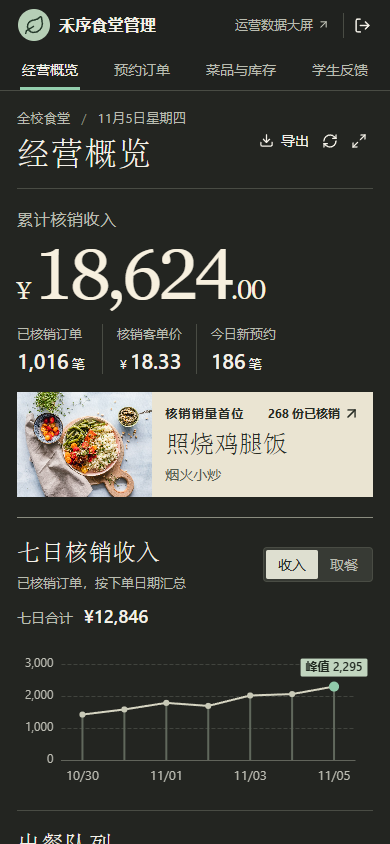 禾序食堂管理
运营数据大屏
经营概览 预约订单 菜品与库存 学生反馈
全校食堂 / 11月5日星期四
经营概览
导出
累计核销收入
¥ 18,624.00
已核销订单 核销客单价 今日新预约
1,016 笔 ¥ 18.33 186 笔
核销销量首位 268 份已核销
照烧鸡腿饭
烟火小炒
七日核销收入
收入 取餐
已核销订单，按下单日期汇总
七日合计 ¥12,846
峰值 2,295
3,000
2,000
1,000
0
10/30 11/01 11/03 11/05
出餐队列